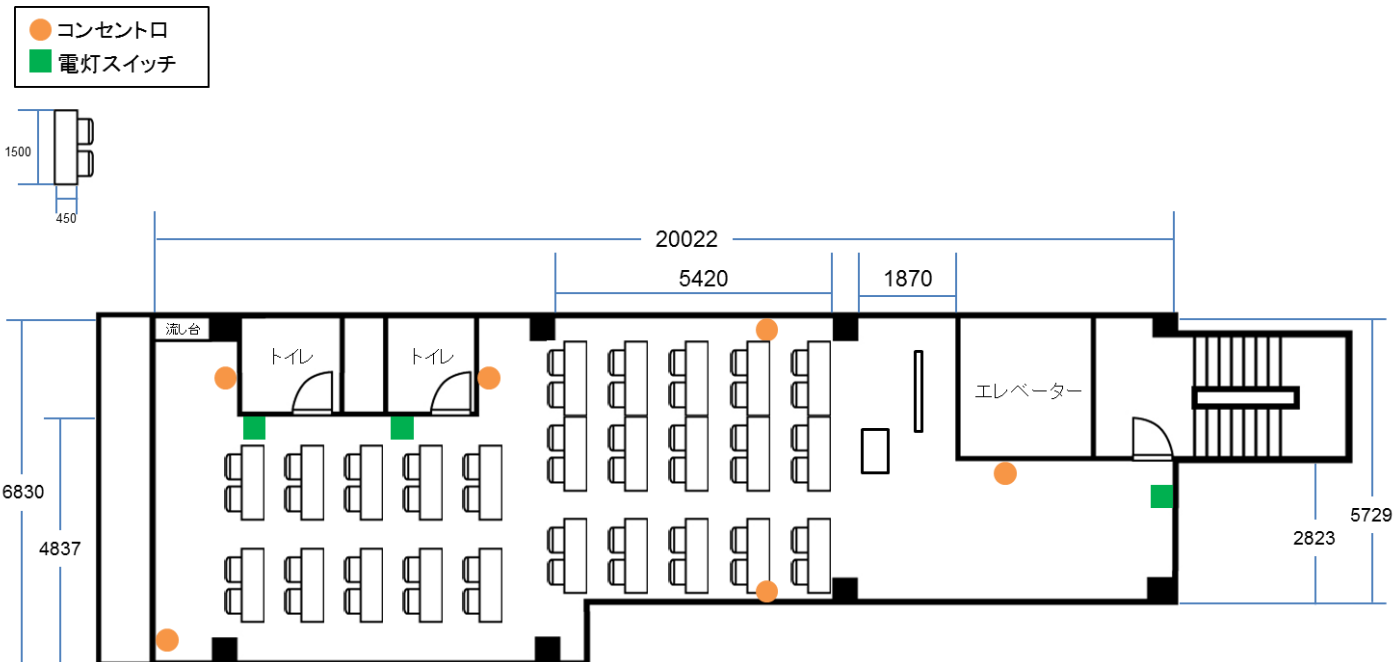 コンセント口
電灯スイッチ
1500
450
20022
5420
1870
流し台
トイレ
トイレ
エレベーター
6830
4837
5729
2823